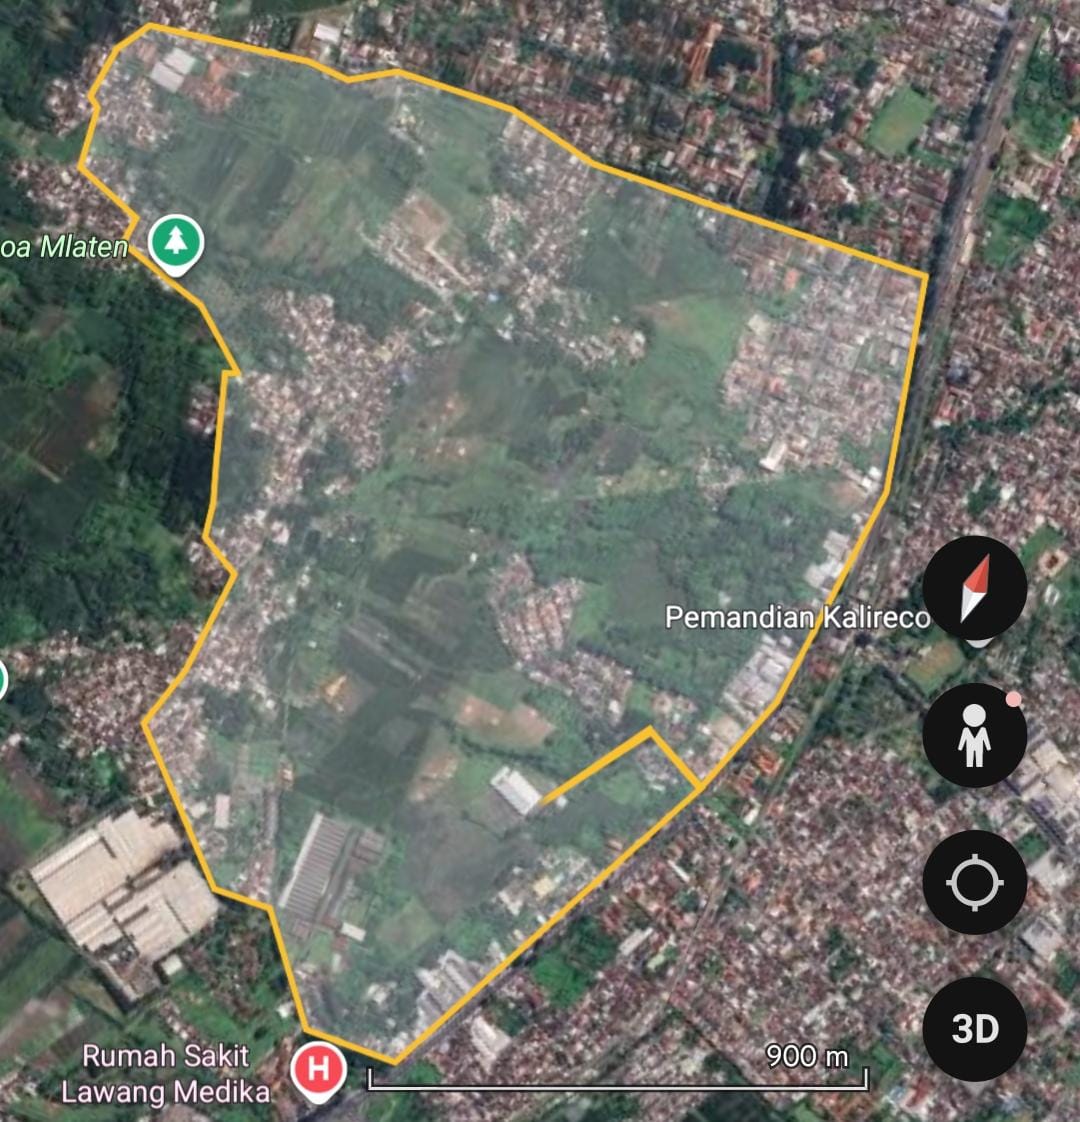 oa Mlaten
Pemandian Kalireco
3D
900 m
Rumah Sakit
Lawang Medika
H